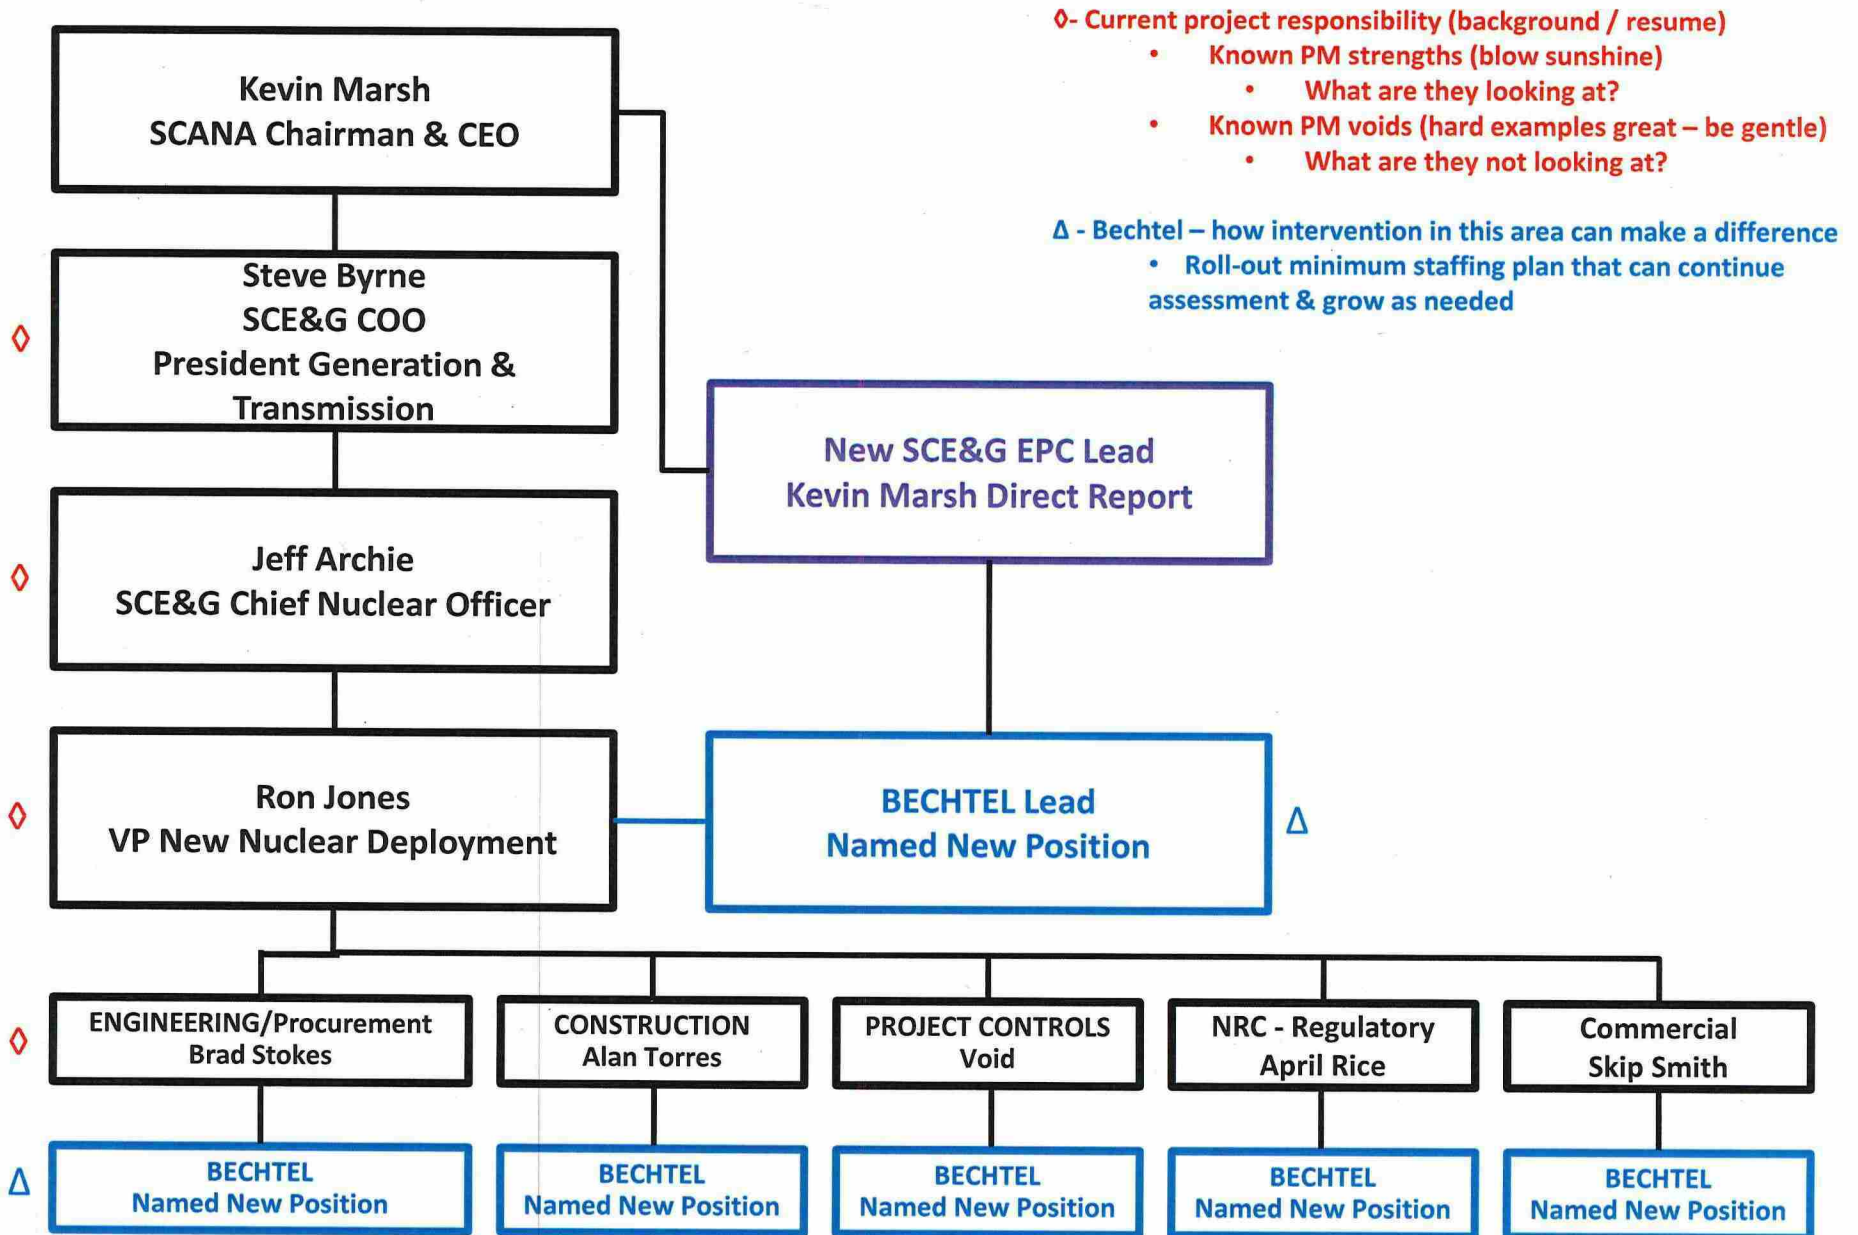 Kevin Marsh
SCANA Chairman & CEO
◊- Current project responsibility (background / resume)
• Known PM strengths (blow sunshine)
• What are they looking at?
• Known PM voids (hard examples great – be gentle)
• What are they not looking at?
Δ - Bechtel – how intervention in this area can make a difference
• Roll-out minimum staffing plan that can continue
assessment & grow as needed
◊
Steve Byrne
SCE&G COO
President Generation &
Transmission
New SCE&G EPC Lead
Kevin Marsh Direct Report
◊
Jeff Archie
SCE&G Chief Nuclear Officer
◊
Ron Jones
VP New Nuclear Deployment
BECHTEL Lead
Named New Position
Δ
◊
ENGINEERING/Procurement
Brad Stokes
CONSTRUCTION
Alan Torres
PROJECT CONTROLS
Void
NRC - Regulatory
April Rice
Commercial
Skip Smith
Δ
BECHTEL
Named New Position
BECHTEL
Named New Position
BECHTEL
Named New Position
BECHTEL
Named New Position
BECHTEL
Named New Position